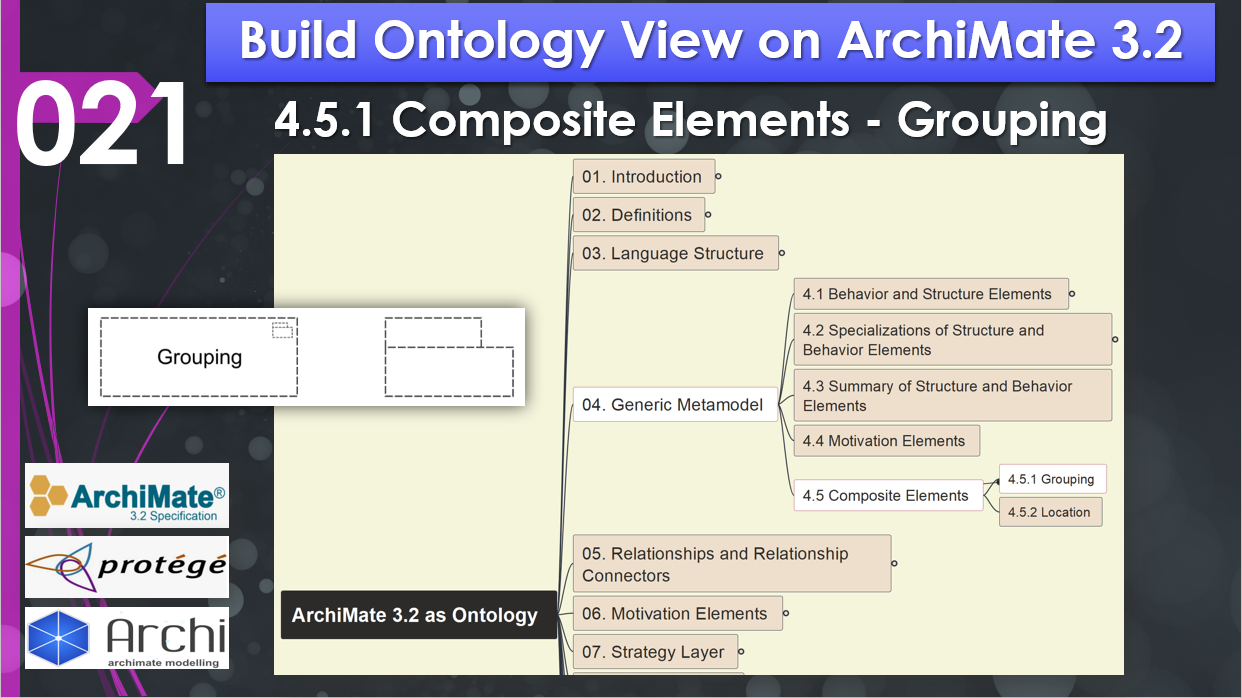 Build Ontology View on ArchiMate 3.2
021
4.5.1 Composite Elements - Grouping
01. Introduction
02. Definitions
03. Language Structure
4.1 Behavior and Structure Elements
4.2 Specializations of Structure and
Behavior Elements
Grouping
04. Generic Metamodel
4.3 Summary of Structure and Behavior
Elements
4.4 Motivation Elements
4.5 Composite Elements
4.5.1 Grouping
4.5.2 Location
ArchiMate®
3.2 Specification
protégé
Archi
archimate modelling
ArchiMate 3.2 as Ontology
05. Relationships and Relationship
Connectors
06. Motivation Elements
07. Strategy Layer